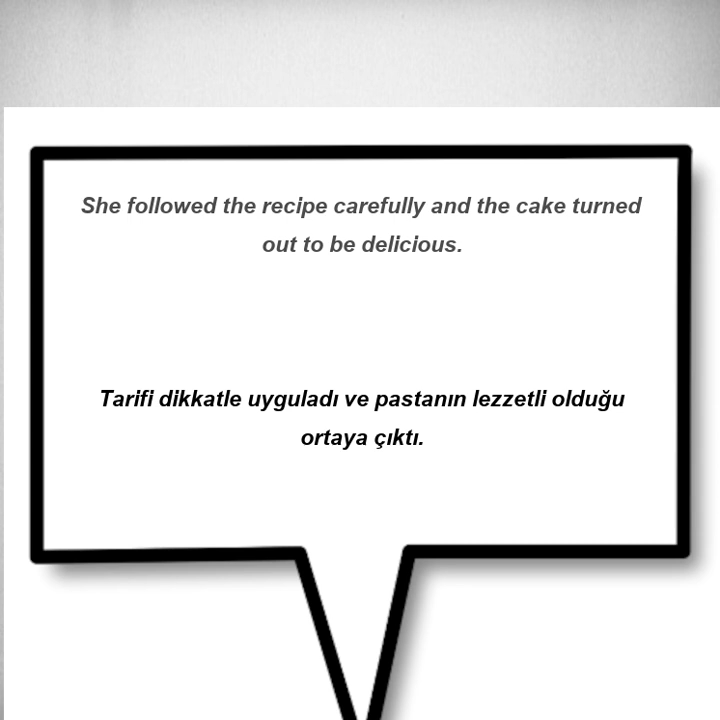 She followed the recipe carefully and the cake turned
out to be delicious.
Tarifi dikkatle uyguladı ve pastanın lezzetli olduğu
ortaya çıktı.